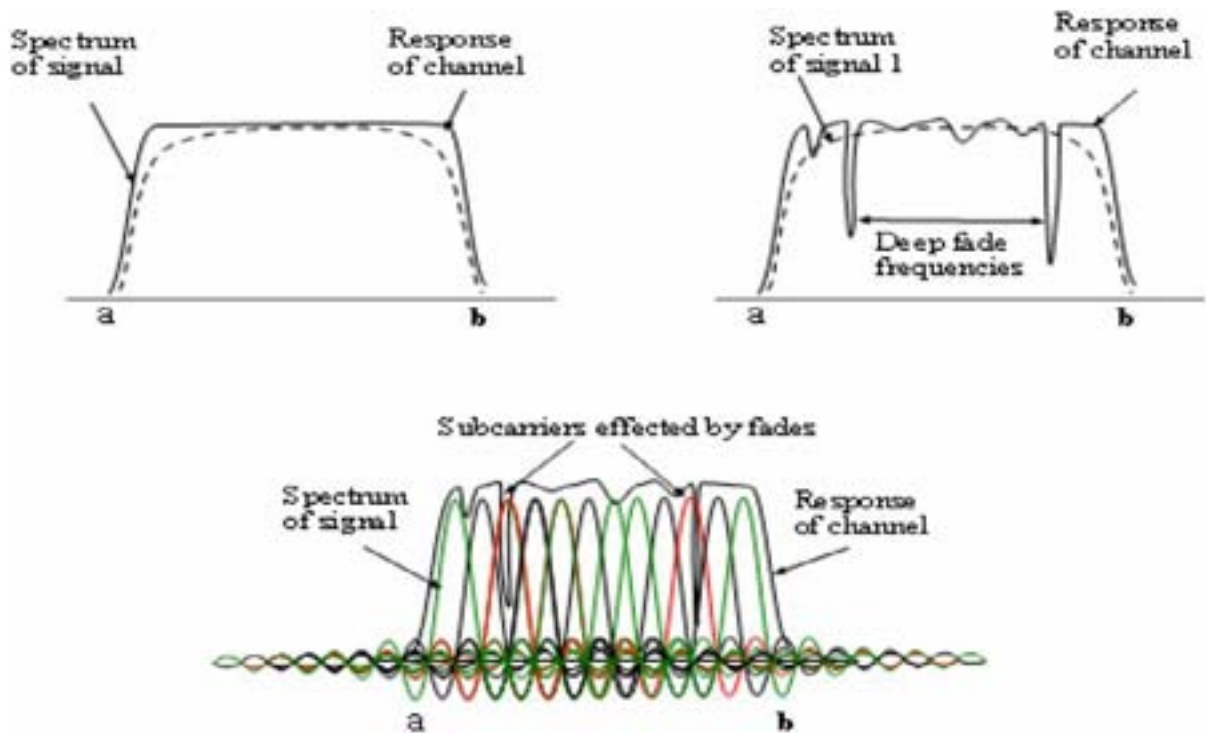 Spectrum
of signal
Response
of channel
a
b
Spectrum
of signal 1
Response
of channel
Deep fade
frequencies
a
b
Subcarriers effected by fades
Spectrum
of signal
Response
of channel
a
b